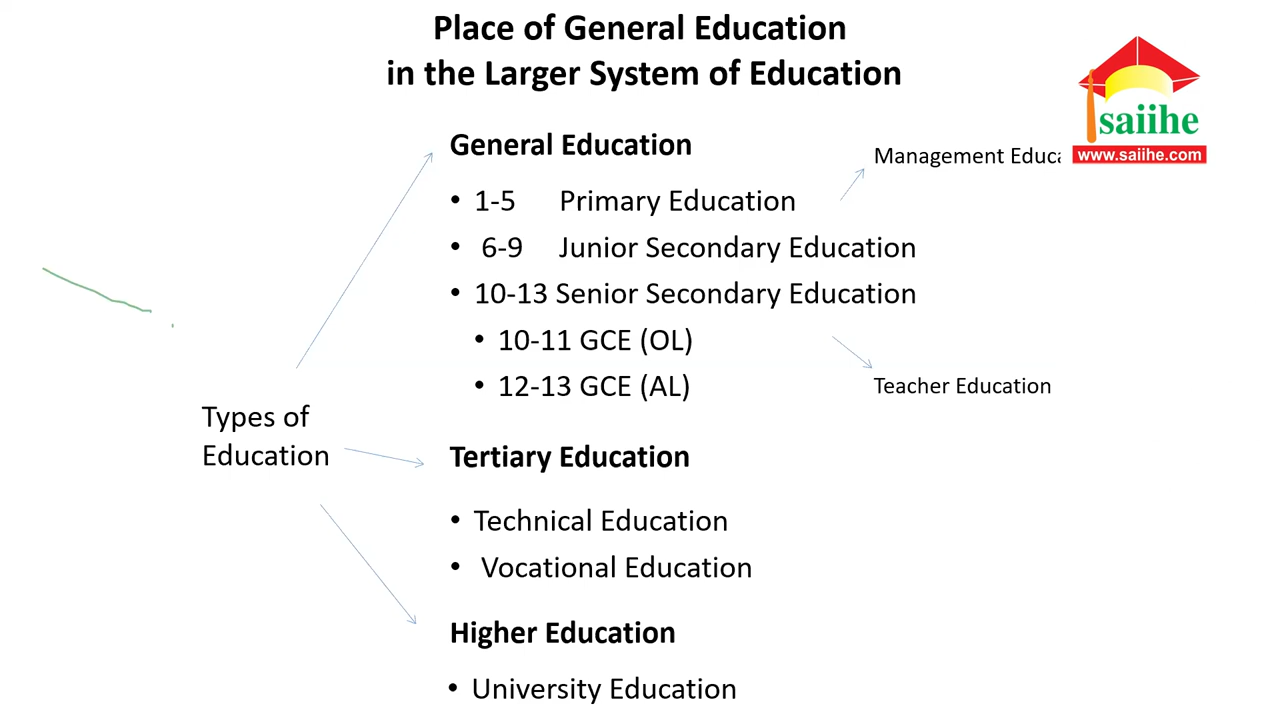 Place of General Education
in the Larger System of Education
saiihe
www.saiihe.com
General Education
Management
• 1-5 Primary Education
• 6-9 Junior Secondary Education
• 10-13 Senior Secondary Education
• 10-11 GCE (OL)
• 12-13 GCE (AL)
Teacher Education
Types of
Education
Tertiary Education
• Technical Education
• Vocational Education
Higher Education
• University Education